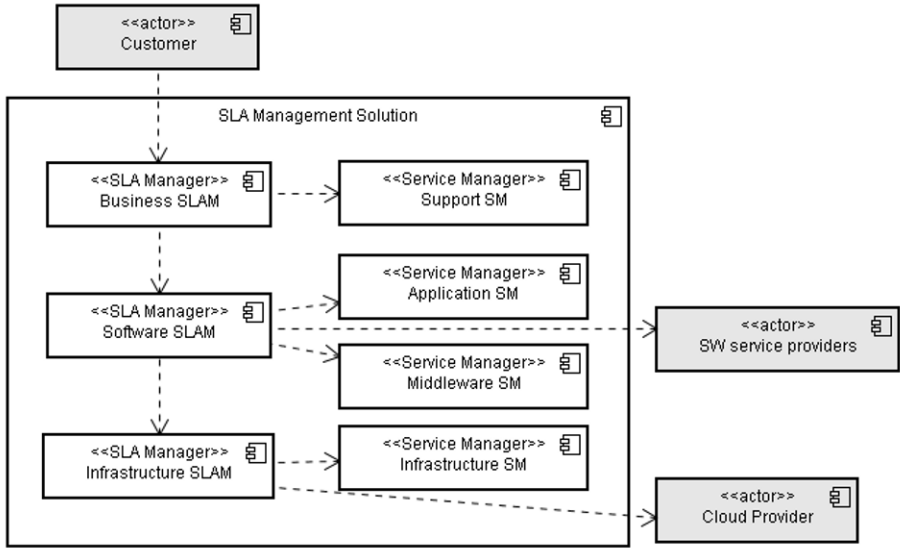 <<actor>>
Customer
SLA Management Solution
<<SLA Manager>>
Business SLAM
<<Service Manager>>
Support SM
<<Service Manager>>
Application SM
<<SLA Manager>>
Software SLAM
<<actor>>
SW service providers
<<Service Manager>>
Middleware SM
<<SLA Manager>>
Infrastructure SLAM
<<Service Manager>>
Infrastructure SM
<<actor>>
Cloud Provider